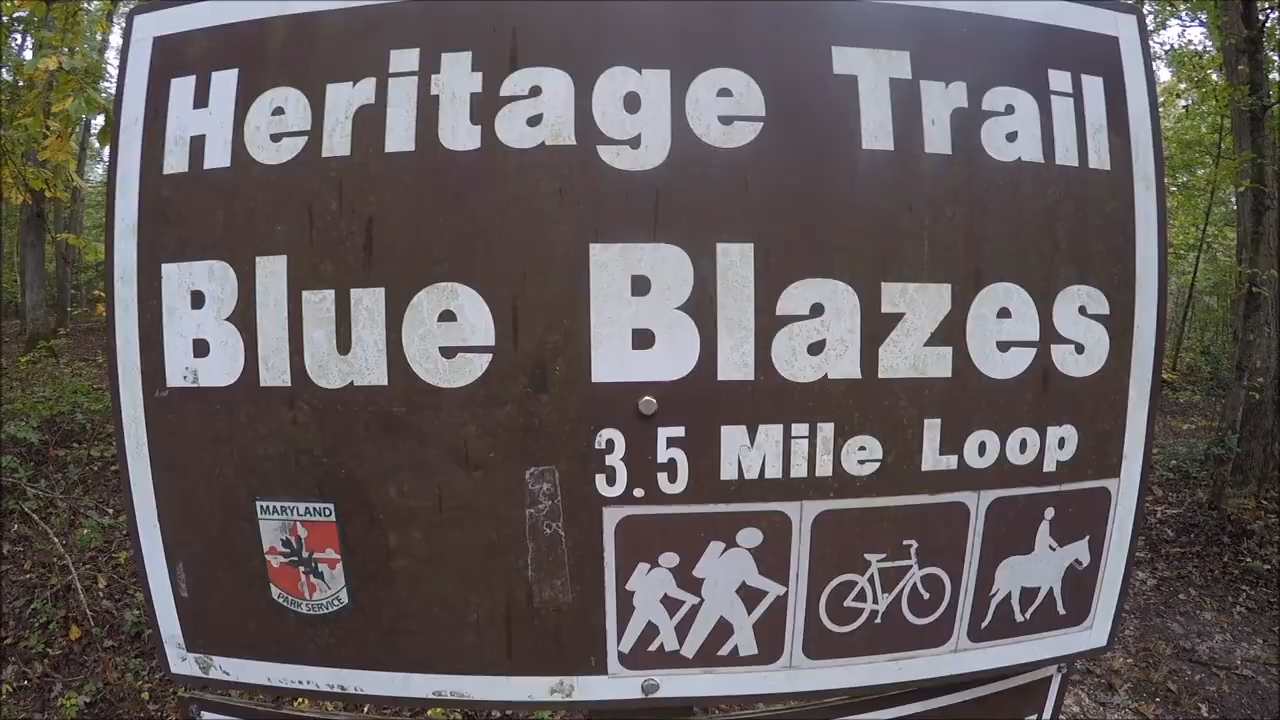 Heritage Trail
Blue Blazes
3.5 Mile Loop
MARYLAND
PARK SERVICE